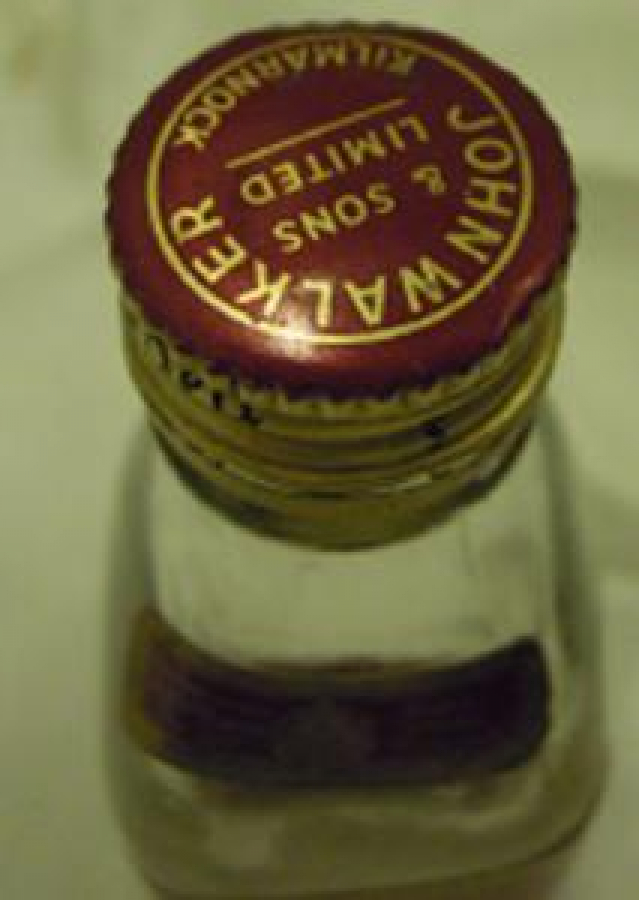 JOHN WALKER
& SONS
LIMITED
KILMARNOCK